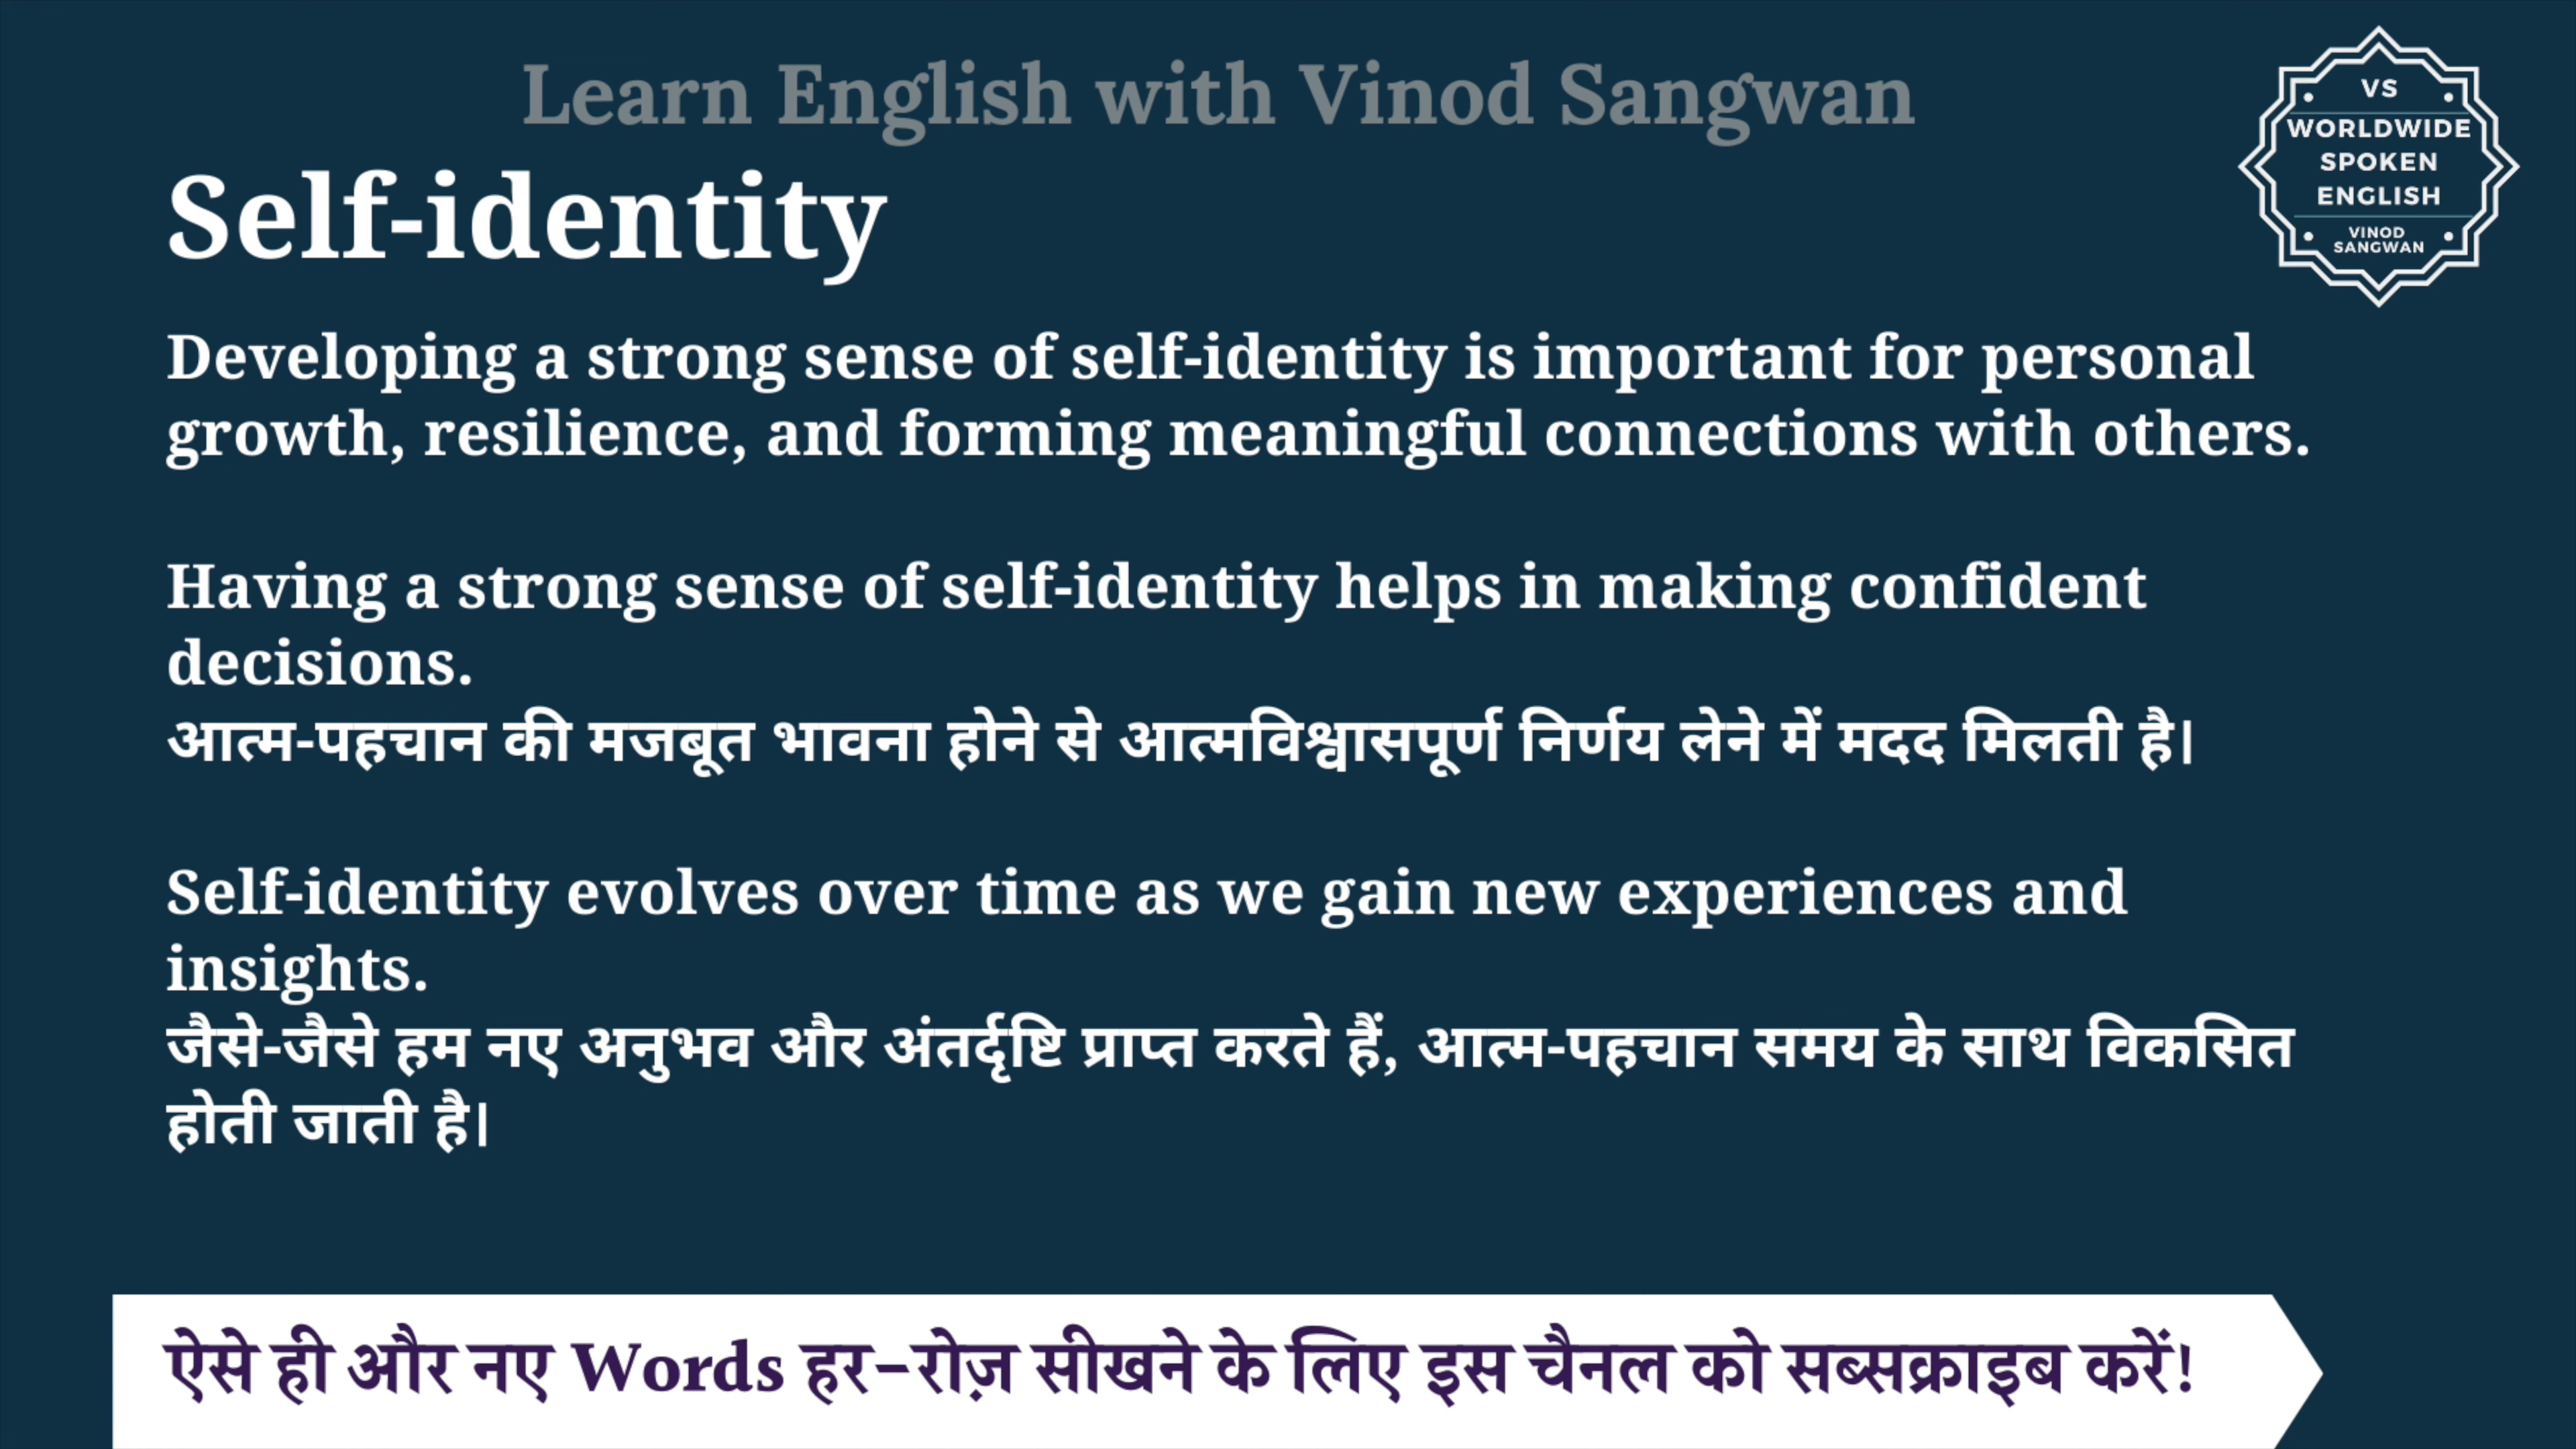 Learn English with Vinod Sangwan
VS
WORLDWIDE
SPOKEN
ENGLISH
VINOD
SANGWAN
Self-identity
Developing a strong sense of self-identity is important for personal
growth, resilience, and forming meaningful connections with others.
Having a strong sense of self-identity helps in making confident
decisions.
आत्म-पहचान की मजबूत भावना होने से आत्मविश्वासपूर्ण निर्णय लेने में मदद मिलती है।
Self-identity evolves over time as we gain new experiences and
insights.
जैसे-जैसे हम नए अनुभव और अंतर्दृष्टि प्राप्त करते हैं, आत्म-पहचान समय के साथ विकसित
होती जाती है।
ऐसे ही और नए Words हर-रोज़ सीखने के लिए इस चैनल को सब्सक्राइब करें!